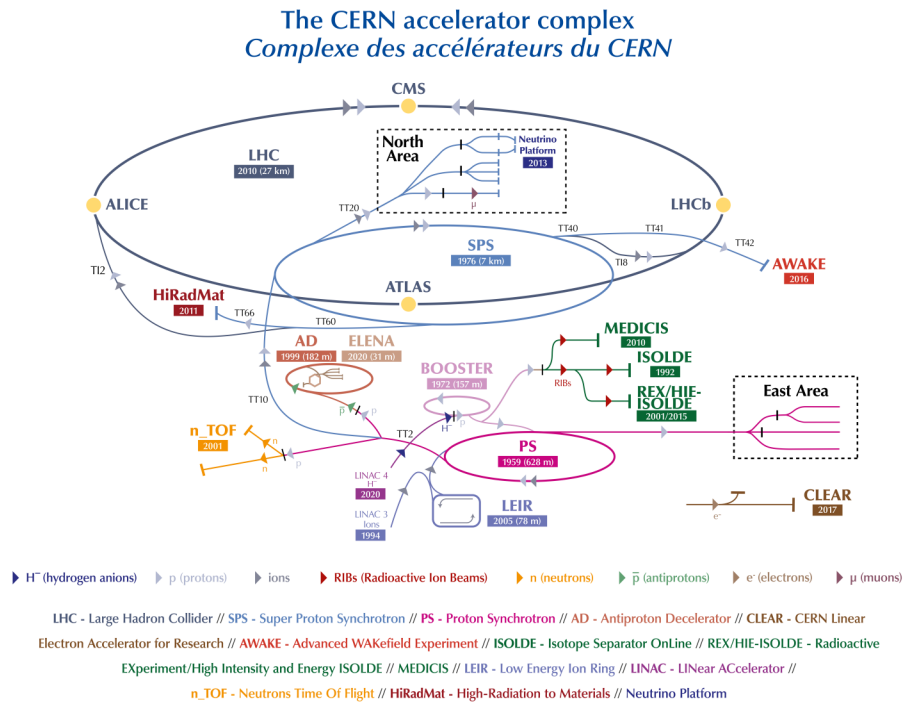 The CERN accelerator complex
Complexe des accélérateurs du CERN
CMS
North
Area
Neutrino
Platform
2013
LHC
2010 (27 km)
μ
ALICE
TT20
LHCb
TT40
TT41
TT42
SPS
1976 (7 km)
TI8
TI2
AWAKE
2016
ATLAS
HiRadMat
2011
TT66
TT60
AD
1999 (182 m)
ELENA
2020 (31 m)
MEDICIS
2010
BOOSTER
1972 (157 m)
ISOLDE
1992
RIBs
REX/HIE-
ISOLDE
2001/2015
East Area
TT10
p̅
p
H⁻
p
TT2
n_TOF
2001
n
n
p
PS
1959 (628 m)
LINAC 4
H⁻
2020
LEIR
2005 (78 m)
LINAC 3
Ions
1994
CLEAR
2017
e⁻
H⁻ (hydrogen anions)
p (protons)
ions
RIBs (Radioactive Ion Beams)
n (neutrons)
p̅ (antiprotons)
e⁻ (electrons)
μ (muons)
LHC - Large Hadron Collider // SPS - Super Proton Synchrotron // PS - Proton Synchrotron // AD - Antiproton Decelerator // CLEAR - CERN Linear
Electron Accelerator for Research // AWAKE - Advanced WAKefield Experiment // ISOLDE - Isotope Separator OnLine // REX/HIE-ISOLDE - Radioactive
EXperiment/High Intensity and Energy ISOLDE // MEDICIS // LEIR - Low Energy Ion Ring // LINAC - LINear ACcelerator //
n_TOF - Neutrons Time Of Flight // HiRadMat - High-Radiation to Materials // Neutrino Platform